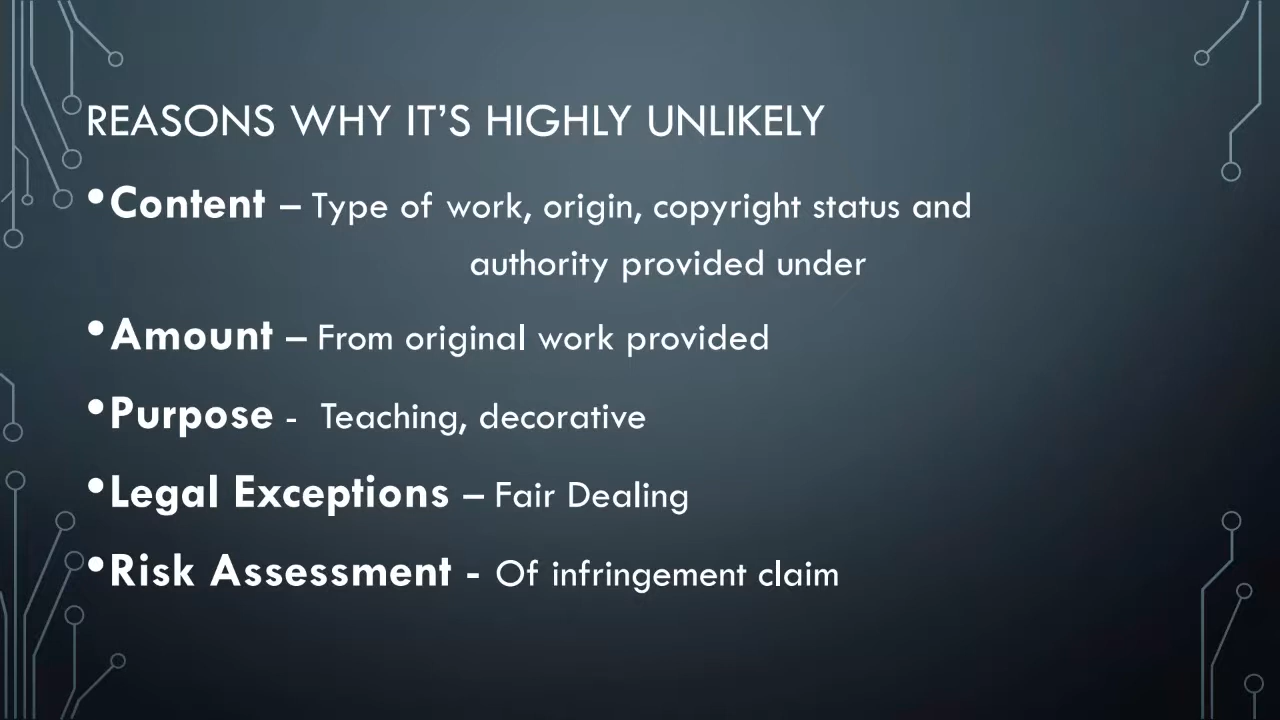 REASONS WHY IT’S HIGHLY UNLIKELY
•Content – Type of work, origin, copyright status and
authority provided under
•Amount – From original work provided
•Purpose - Teaching, decorative
•Legal Exceptions – Fair Dealing
•Risk Assessment - Of infringement claim